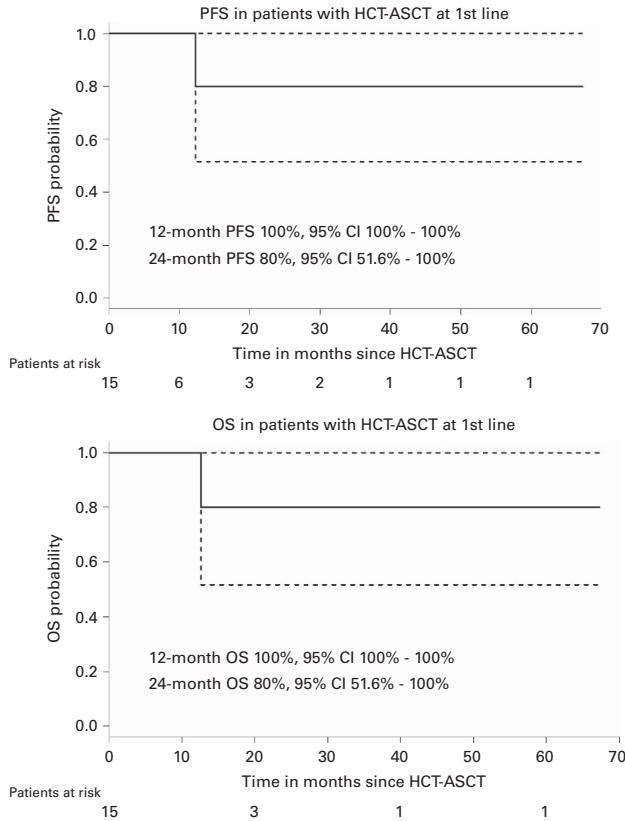 PFS in patients with HCT-ASCT at 1st line
1.0
0.8
0.6
0.4
0.2
0.0
PFS probability
12-month PFS 100%, 95% CI 100% - 100%
24-month PFS 80%, 95% CI 51.6% - 100%
0 10 20 30 40 50 60 70
Time in months since HCT-ASCT
Patients at risk
15 6 3 2 1 1 1
OS in patients with HCT-ASCT at 1st line
1.0
0.8
0.6
0.4
0.2
0.0
OS probability
12-month OS 100%, 95% CI 100% - 100%
24-month OS 80%, 95% CI 51.6% - 100%
0 10 20 30 40 50 60 70
Time in months since HCT-ASCT
Patients at risk
15 3 1 1